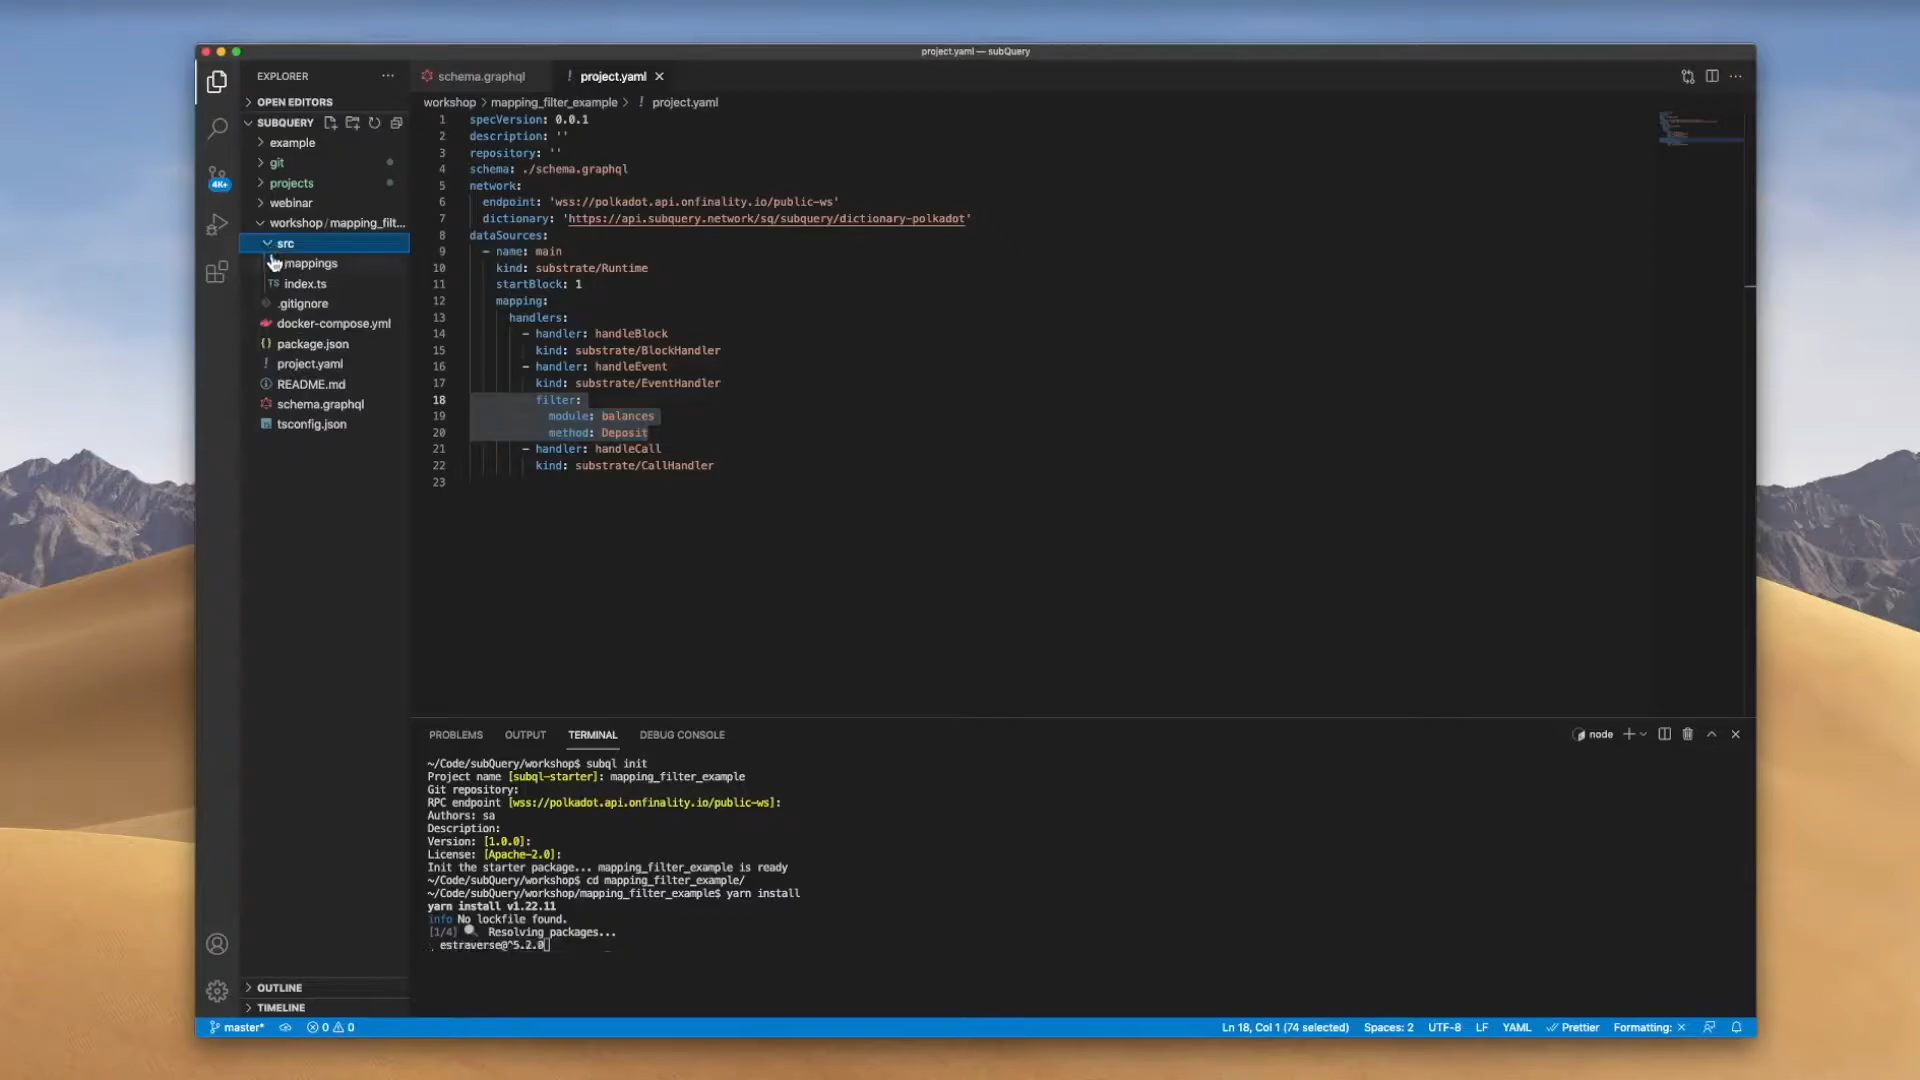 project.yaml — subQuery
EXPLORER
schema.graphql
! project.yaml
OPEN EDITORS
workshop > mapping_filter_example > ! project.yaml
SUBQUERY
example
git
projects
webinar
workshop / mapping_filt...
src
mappings
TS index.ts
.gitignore
docker-compose.yml
{} package.json
! project.yaml
README.md
schema.graphql
tsconfig.json
4K+
1 specVersion: 0.0.1
2 description: ''
3 repository: ''
4 schema: ./schema.graphql
5 network:
6 endpoint: 'wss://polkadot.api.onfinality.io/public-ws'
7 dictionary: 'https://api.subquery.network/sq/subquery/dictionary-polkadot'
8 dataSources:
9 - name: main
10 kind: substrate/Runtime
11 startBlock: 1
12 mapping:
13 handlers:
14 - handler: handleBlock
15 kind: substrate/BlockHandler
16 - handler: handleEvent
17 kind: substrate/EventHandler
18 filter:
19 module: balances
20 method: Deposit
21 - handler: handleCall
22 kind: substrate/CallHandler
23
PROBLEMS OUTPUT TERMINAL DEBUG CONSOLE
node
~/Code/subQuery/workshop$ subql init
Project name [subql-starter]: mapping_filter_example
Git repository:
RPC endpoint [wss://polkadot.api.onfinality.io/public-ws]:
Authors: sa
Description:
Version: [1.0.0]:
License: [Apache-2.0]:
Init the starter package... mapping_filter_example is ready
~/Code/subQuery/workshop$ cd mapping_filter_example/
~/Code/subQuery/workshop/mapping_filter_example$ yarn install
yarn install v1.22.11
info No lockfile found.
[1/4] Resolving packages...
estraverse@^5.2.0
OUTLINE
TIMELINE
master* 0 0 Ln 18, Col 1 (74 selected) Spaces: 2 UTF-8 LF YAML Prettier Formatting: ×